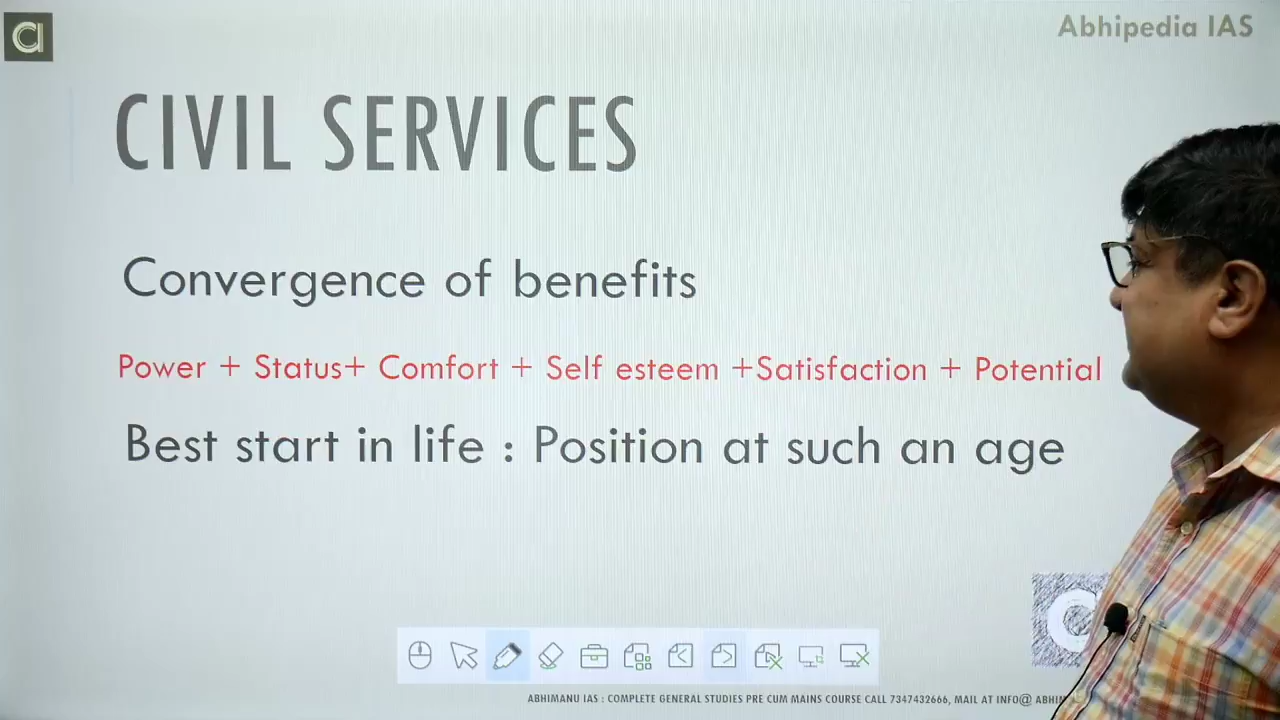 Abhipedia IAS
CIVIL SERVICES
Convergence of benefits
Power + Status+ Comfort + Self esteem +Satisfaction + Potential
Best start in life : Position at such an age
ABHIMANU IAS : COMPLETE GENERAL STUDIES PRE CUM MAINS COURSE CALL 7347432666, MAIL AT INFO@